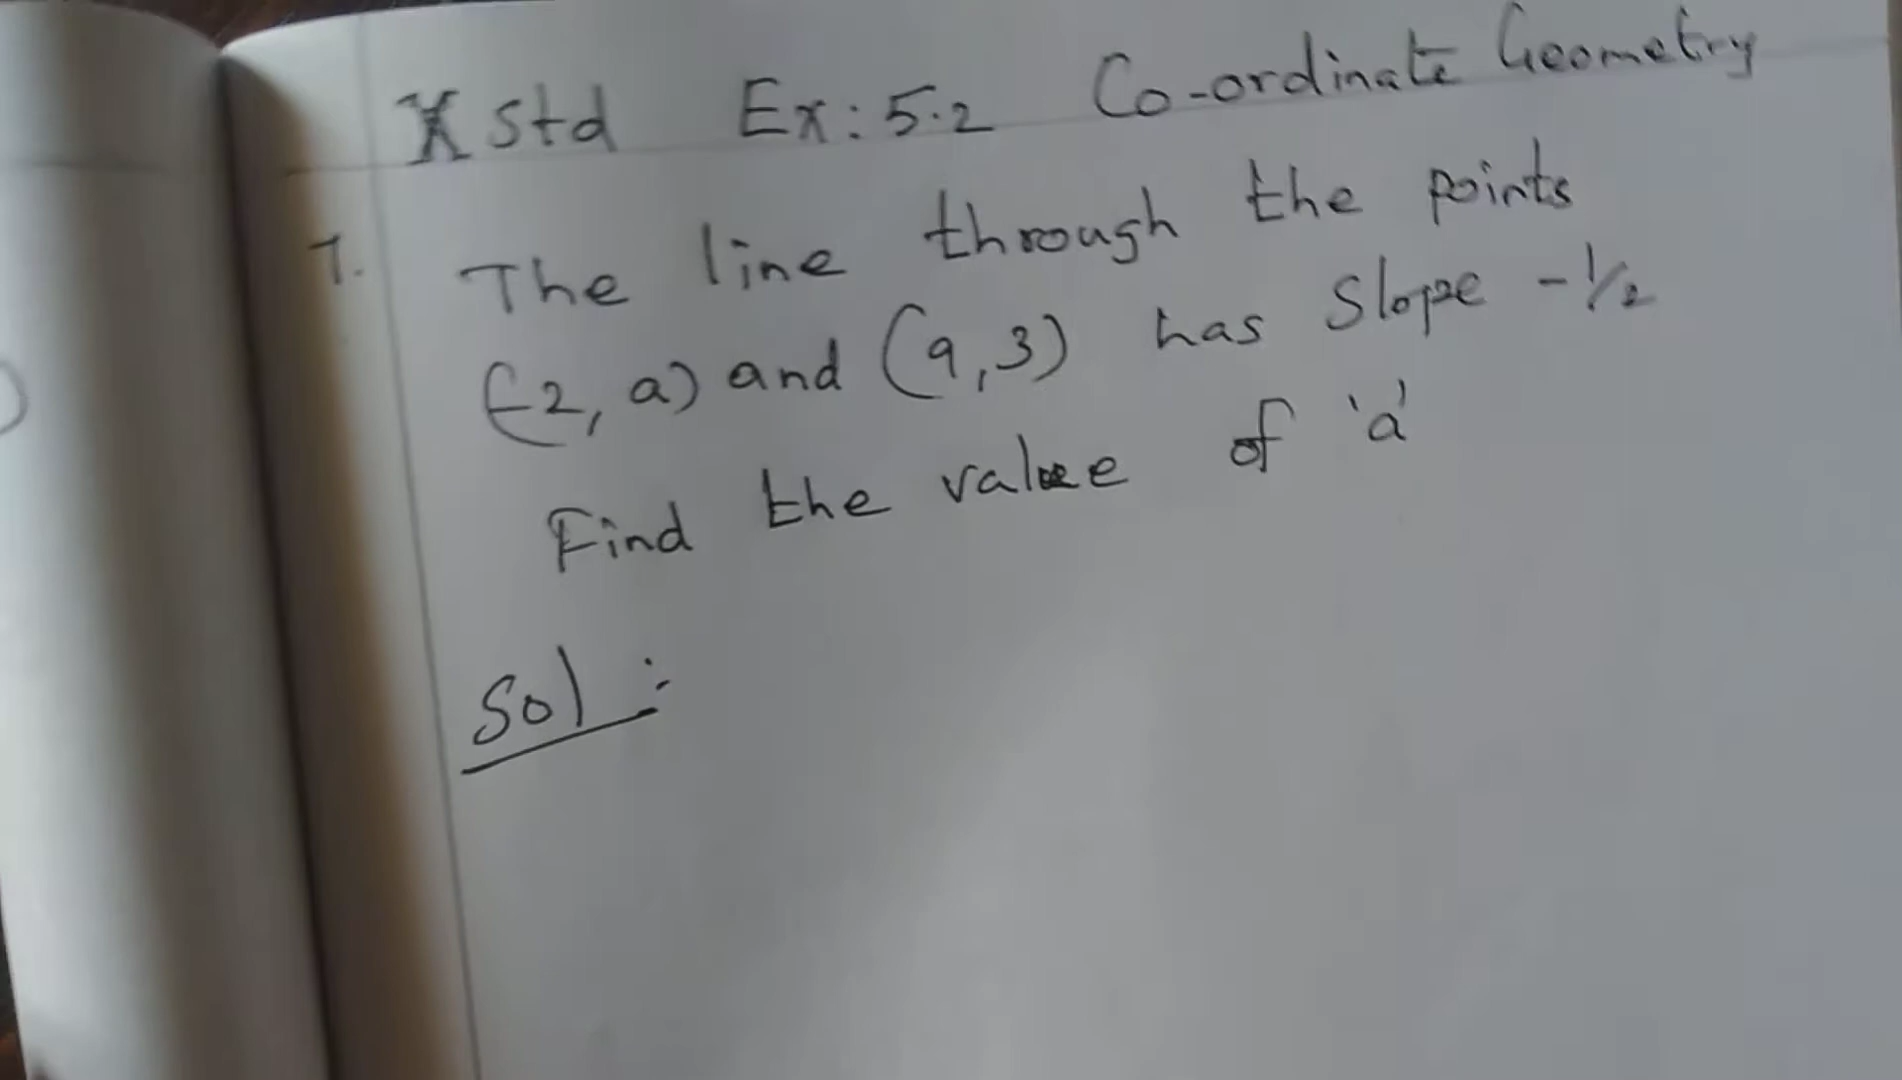 X Std Ex: 5.2 Co-ordinate Geometry
7. The line through the points
(-2, a) and (9,3) has Slope -1/2
Find the value of 'a'
Sol: